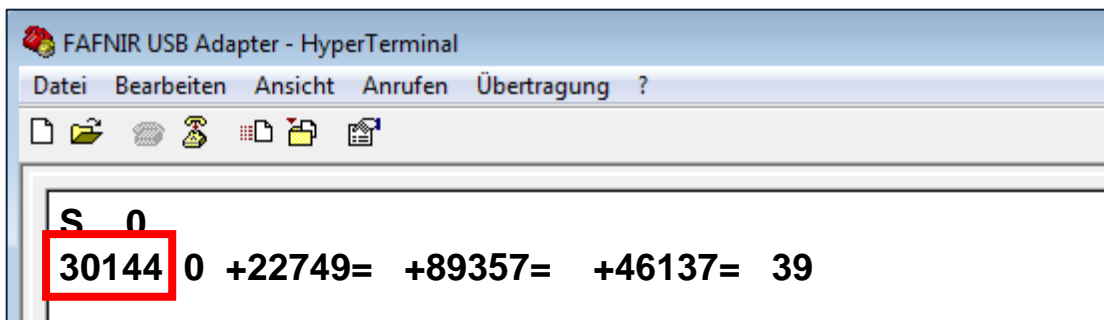 FAFNIR USB Adapter - HyperTerminal
Datei Bearbeiten Ansicht Anrufen Übertragung ?
S 0
30144 0 +22749= +89357= +46137= 39